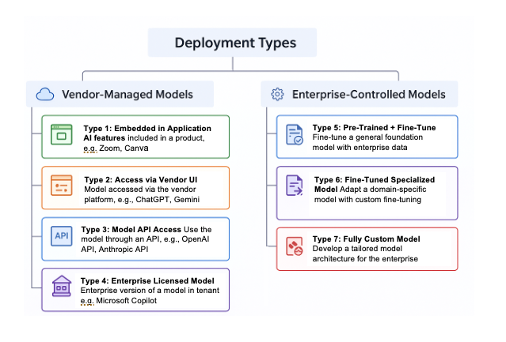 Deployment Types
Vendor-Managed Models
Type 1: Embedded in Application
AI features included in a product,
e.g. Zoom, Canva
Type 2: Access via Vendor UI
Model accessed via the vendor
platform, e.g., ChatGPT, Gemini
Type 3: Model API Access Use the
model through an API, e.g., OpenAI
API, Anthropic API
API
Type 4: Enterprise Licensed Model
Enterprise version of a model in tenant
e.g. Microsoft Copilot
Enterprise-Controlled Models
Type 5: Pre-Trained + Fine-Tune
Fine-tune a general foundation
model with enterprise data
Type 6: Fine-Tuned Specialized
Model Adapt a domain-specific
model with custom fine-tuning
Type 7: Fully Custom Model
Develop a tailored model
architecture for the enterprise